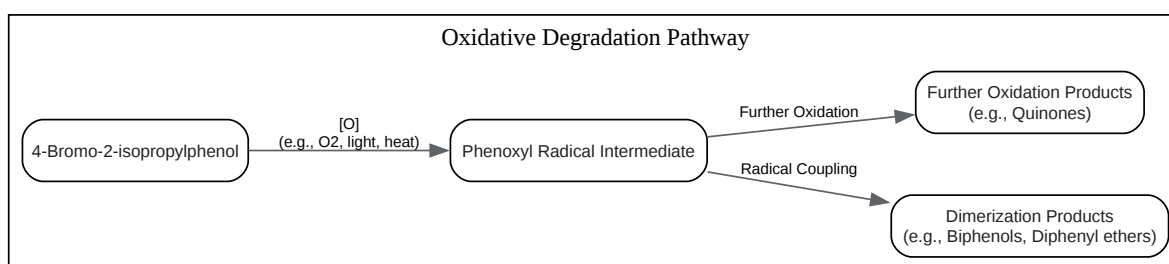 Oxidative Degradation Pathway
4-Bromo-2-isopropylphenol
[O]
(e.g., O2, light, heat)
Phenoxyl Radical Intermediate
Further Oxidation
Further Oxidation Products
(e.g., Quinones)
Radical Coupling
Dimerization Products
(e.g., Biphenols, Diphenyl ethers)